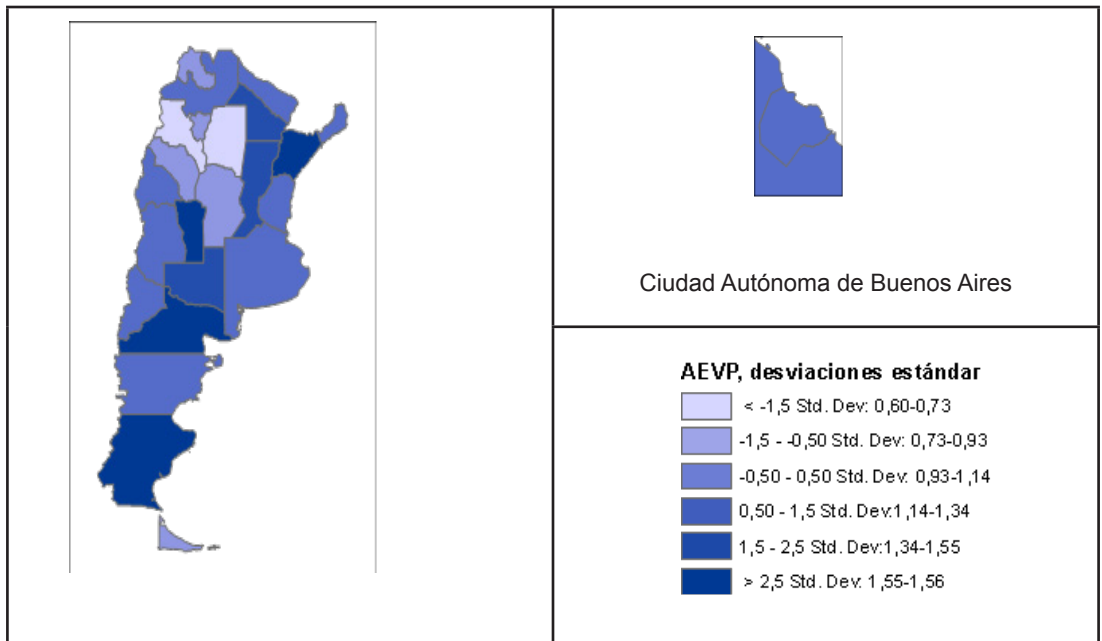 Ciudad Autónoma de Buenos Aires
AEVP, desviaciones estándar
< -1,5 Std. Dev: 0,60-0,73
-1,5 - -0,50 Std. Dev: 0,73-0,93
-0,50 - 0,50 Std. Dev: 0,93-1,14
0,50 - 1,5 Std. Dev:1,14-1,34
1,5 - 2,5 Std. Dev:1,34-1,55
> 2,5 Std. Dev: 1,55-1,56